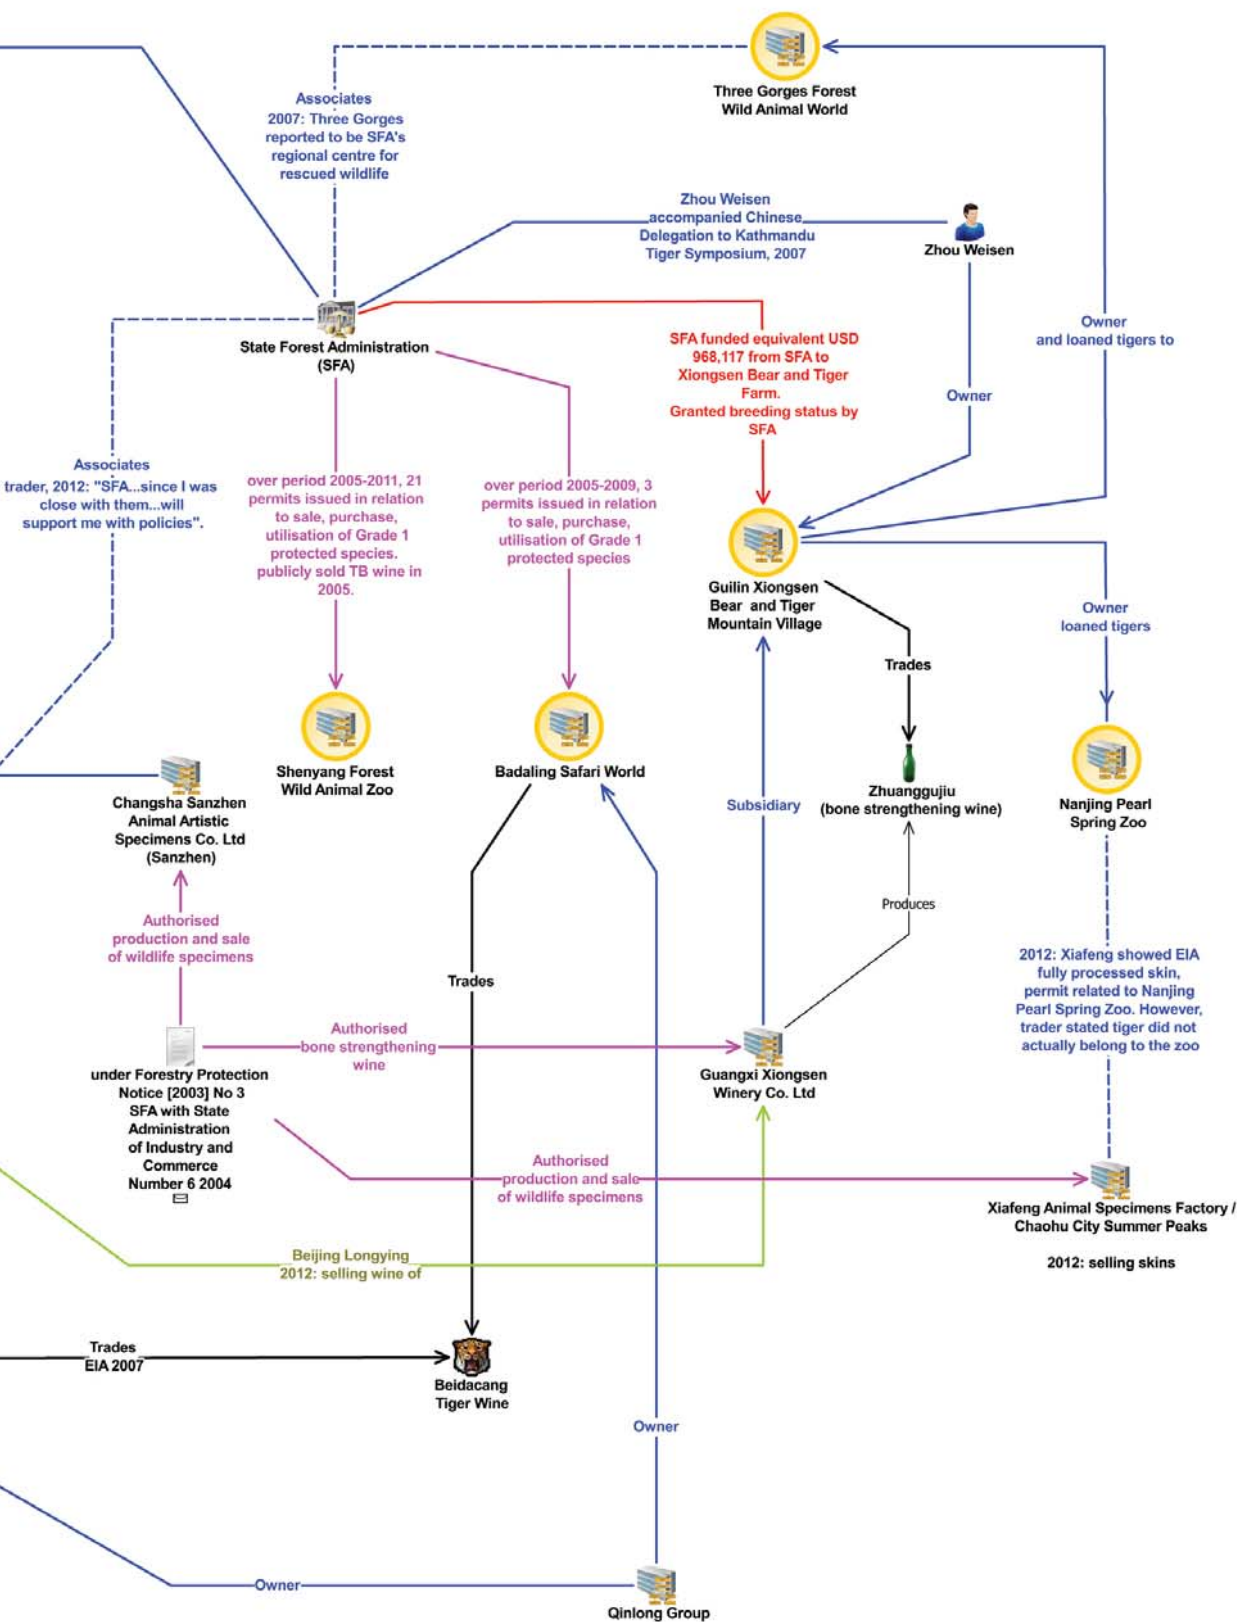 Three Gorges Forest
Wild Animal World
Associates
2007: Three Gorges
reported to be SFA's
regional centre for
rescued wildlife
Zhou Weisen
accompanied Chinese
Delegation to Kathmandu
Tiger Symposium, 2007
Zhou Weisen
State Forest Administration
(SFA)
SFA funded equivalent USD
968,117 from SFA to
Xiongsen Bear and Tiger
Farm.
Granted breeding status by
SFA
Owner
and loaned tigers to
Owner
Associates
trader, 2012: "SFA...since I was
close with them...will
support me with policies".
over period 2005-2011, 21
permits issued in relation
to sale, purchase,
utilisation of Grade 1
protected species.
publicly sold TB wine in
2005.
over period 2005-2009, 3
permits issued in relation
to sale, purchase,
utilisation of Grade 1
protected species
Guilin Xiongsen
Bear and Tiger
Mountain Village
Owner
loaned tigers
Trades
Shenyang Forest
Wild Animal Zoo
Badaling Safari World
Changsha Sanzhen
Animal Artistic
Specimens Co. Ltd
(Sanzhen)
Subsidiary
Zhuanggujiu
(bone strengthening wine)
Nanjing Pearl
Spring Zoo
Authorised
production and sale
of wildlife specimens
Produces
Trades
2012: Xiafeng showed EIA
fully processed skin,
permit related to Nanjing
Pearl Spring Zoo. However,
trader stated tiger did not
actually belong to the zoo
Authorised
bone strengthening
wine
under Forestry Protection
Notice [2003] No 3
SFA with State
Administration
of Industry and
Commerce
Number 6 2004
Guangxi Xiongsen
Winery Co. Ltd
Authorised
production and sale
of wildlife specimens
Xiafeng Animal Specimens Factory /
Chaohu City Summer Peaks
2012: selling skins
Beijing Longying
2012: selling wine of
Trades
EIA 2007
Beidacang
Tiger Wine
Owner
Owner
Qinlong Group